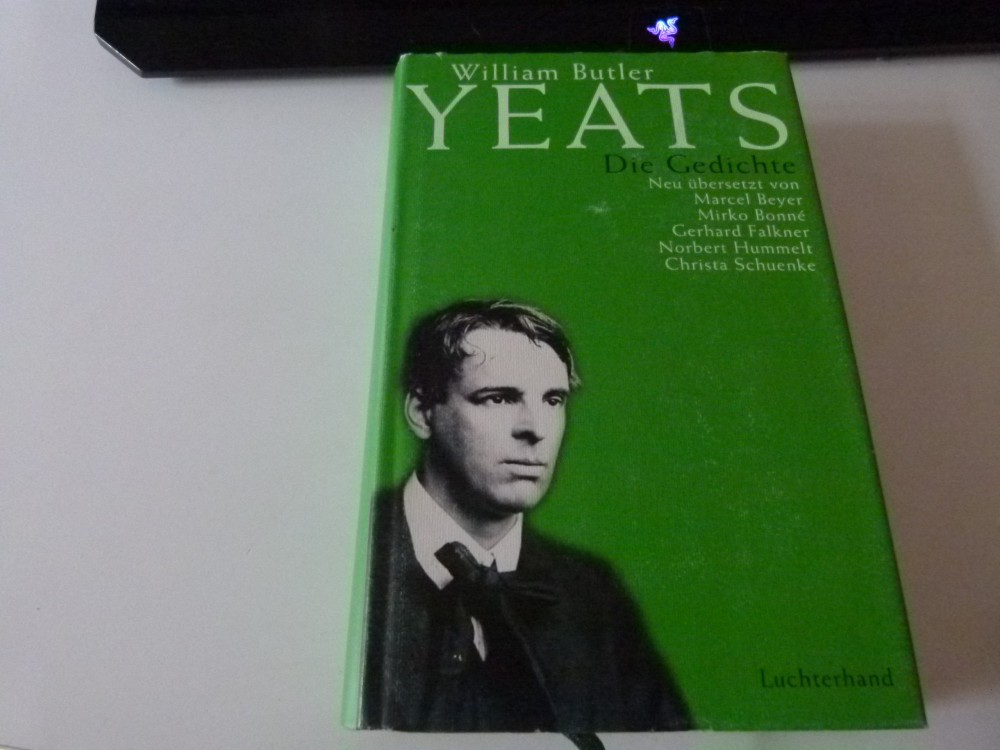 William Butler
YEATS
Die Gedichte
Neu übersetzt von
Marcel Beyer
Mirko Bonné
Gerhard Falkner
Norbert Hummelt
Christa Schuenke
Luchterhand